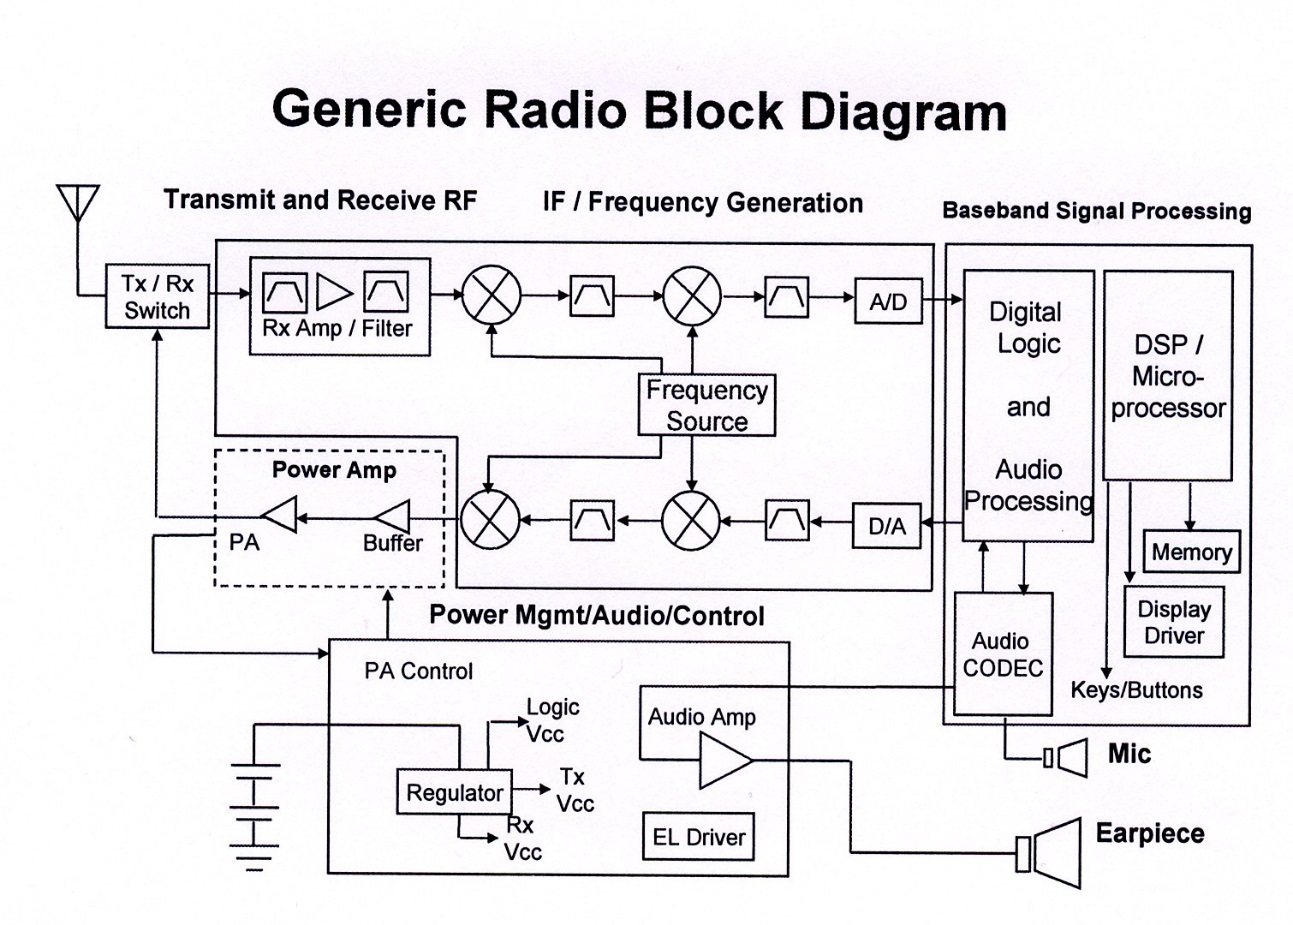 Generic Radio Block Diagram
Transmit and Receive RF
IF / Frequency Generation
Baseband Signal Processing
Tx / Rx
Switch
Rx Amp / Filter
A/D
Digital
Logic
and
Audio
Processing
DSP /
Micro-
processor
Frequency
Source
Power Amp
PA
Buffer
D/A
Memory
Display
Driver
Keys/Buttons
Audio
CODEC
Power Mgmt/Audio/Control
PA Control
Logic
Vcc
Regulator
Tx
Vcc
Rx
Vcc
Audio Amp
EL Driver
Mic
Earpiece